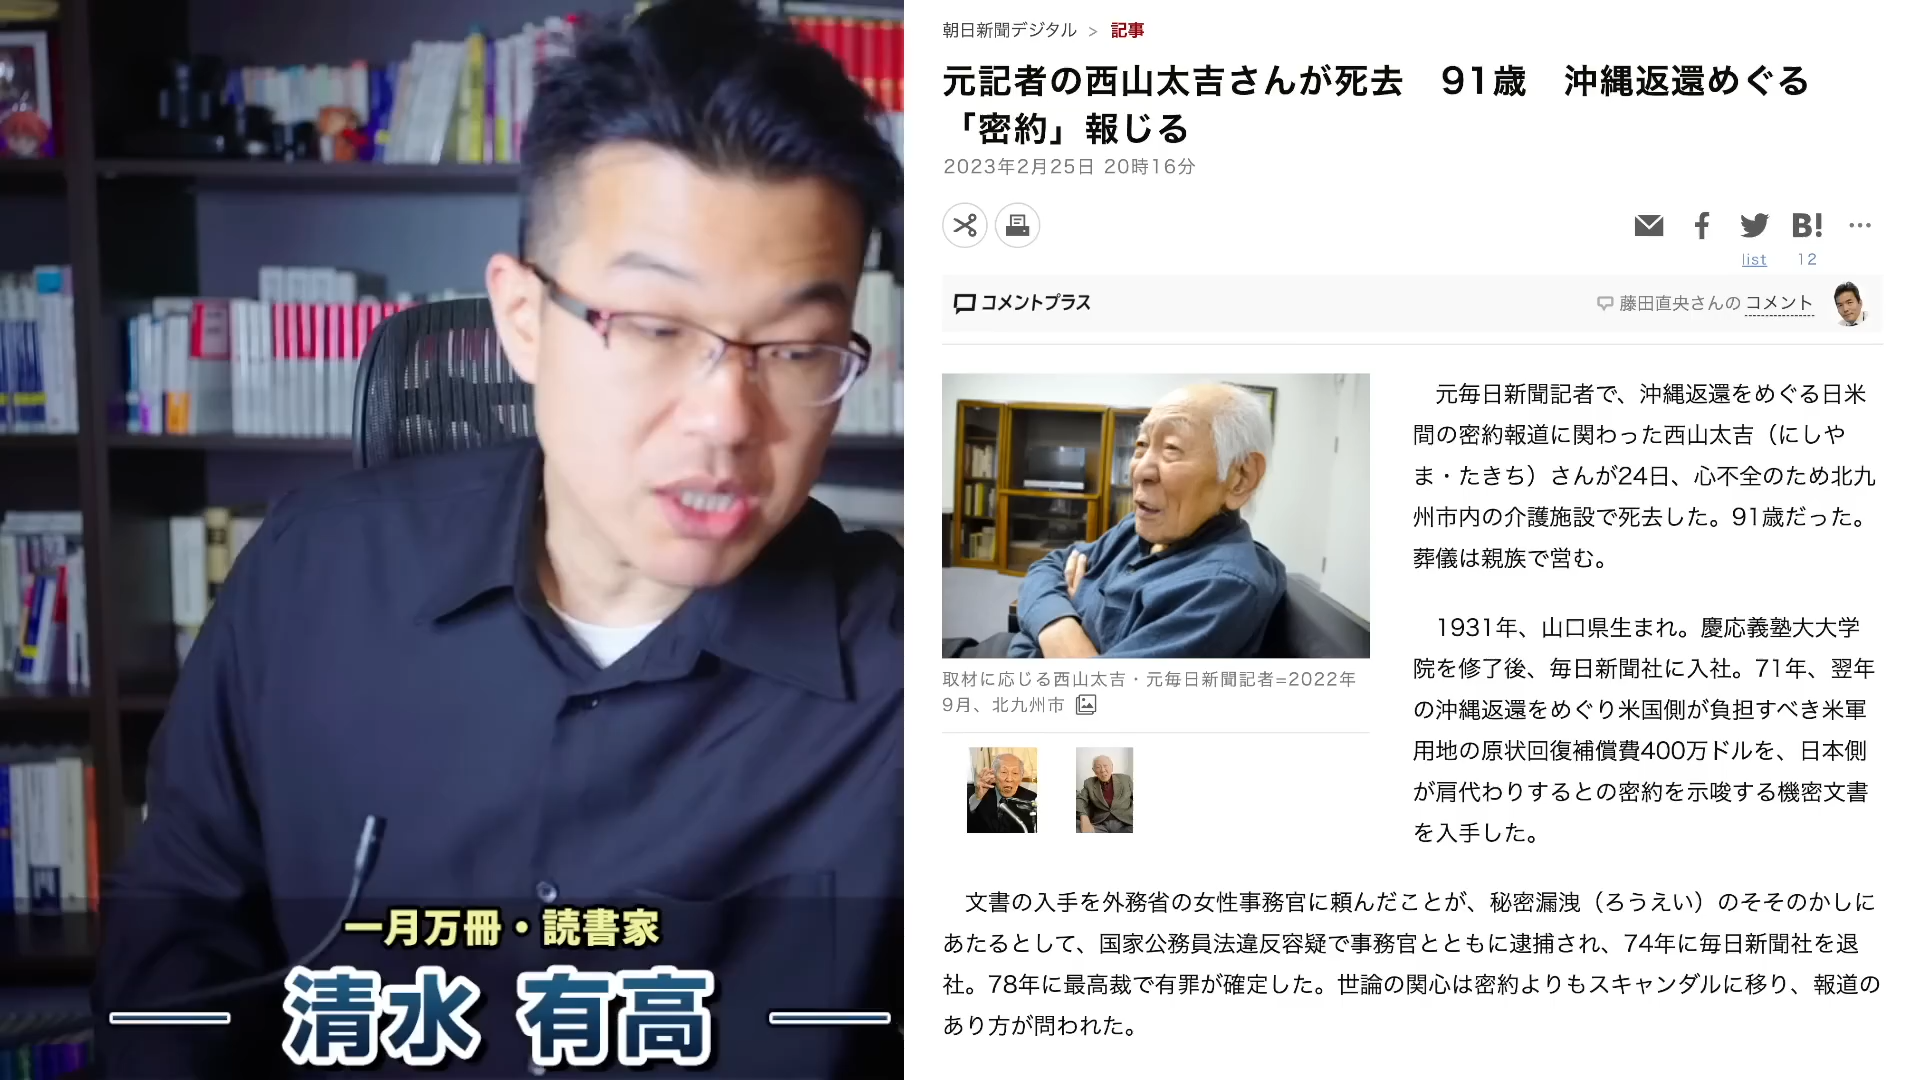 一月万冊・読書家
清水 有高
朝日新聞デジタル > 記事
元記者の西山太吉さんが死去　91歳　沖縄返還めぐる
「密約」報じる
2023年2月25日 20時16分
B!
list 12
コメントプラス
藤田直央さんの コメント
元毎日新聞記者で、沖縄返還をめぐる日米
間の密約報道に関わった西山太吉（にしや
ま・たきち）さんが24日、心不全のため北九
州市内の介護施設で死去した。91歳だった。
葬儀は親族で営む。
1931年、山口県生まれ。慶応義塾大大学
院を修了後、毎日新聞社に入社。71年、翌年
の沖縄返還をめぐり米国側が負担すべき米軍
用地の原状回復補償費400万ドルを、日本側
が肩代わりするとの密約を示唆する機密文書
を入手した。
取材に応じる西山太吉・元毎日新聞記者=2022年
9月、北九州市
文書の入手を外務省の女性事務官に頼んだことが、秘密漏洩（ろうえい）のそそのかしに
あたるとして、国家公務員法違反容疑で事務官とともに逮捕され、74年に毎日新聞社を退
社。78年に最高裁で有罪が確定した。世論の関心は密約よりもスキャンダルに移り、報道の
あり方が問われた。